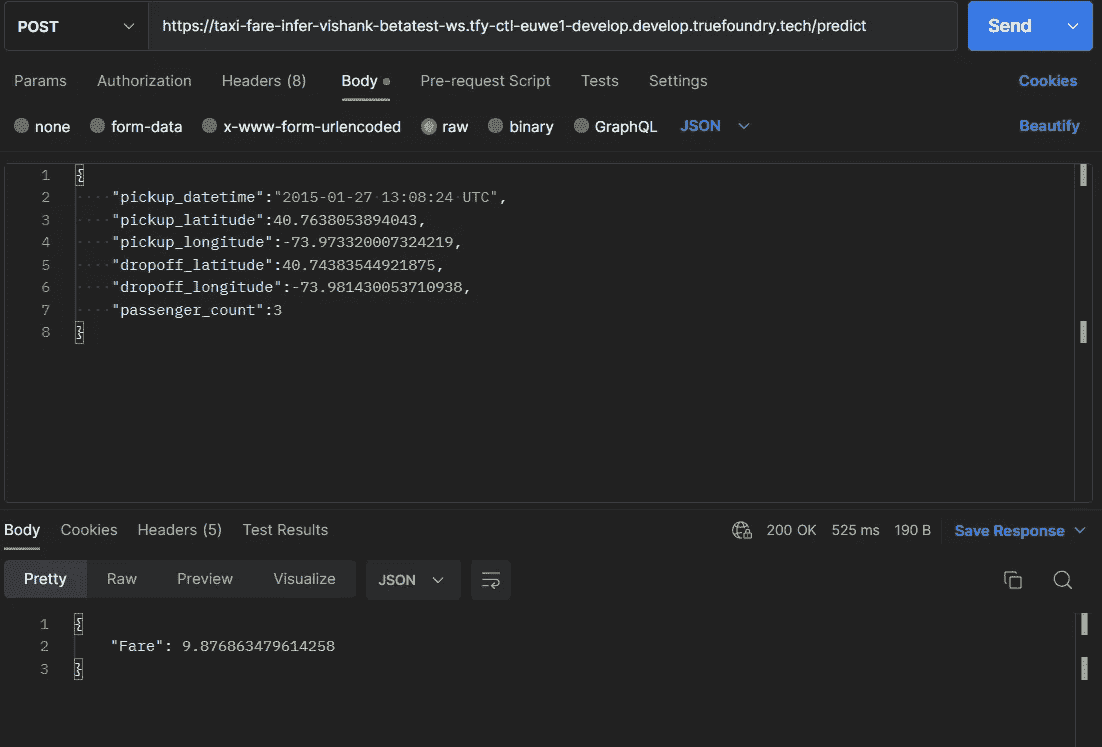 POST https://taxi-fare-infer-vishank-betatest-ws.tfy-ctl-euwe1-develop.develop.truefoundry.tech/predict Send
Params Authorization Headers (8) Body Pre-request Script Tests Settings Cookies
none form-data x-www-form-urlencoded raw binary GraphQL JSON Beautify
1 {
2 "pickup_datetime":"2015-01-27 13:08:24 UTC",
3 "pickup_latitude":40.7638053894043,
4 "pickup_longitude":-73.973320007324219,
5 "dropoff_latitude":40.74383544921875,
6 "dropoff_longitude":-73.981430053710938,
7 "passenger_count":3
8 }
Body Cookies Headers (5) Test Results 200 OK 525 ms 190 B Save Response
Pretty Raw Preview Visualize JSON
1 {
2 "Fare": 9.876863479614258
3 }